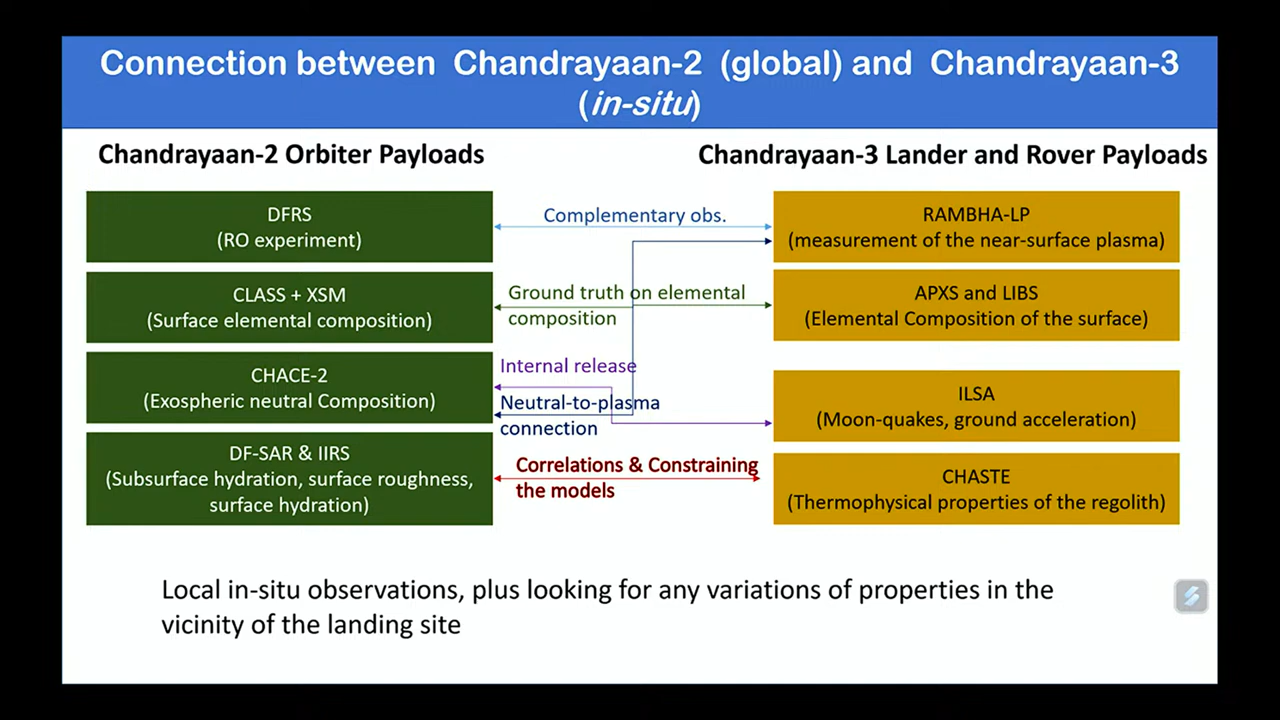 Connection between Chandrayaan-2 (global) and Chandrayaan-3
(in-situ)
Chandrayaan-2 Orbiter Payloads
Chandrayaan-3 Lander and Rover Payloads
DFRS
(RO experiment)
Complementary obs.
RAMBHA-LP
(measurement of the near-surface plasma)
CLASS + XSM
(Surface elemental composition)
Ground truth on elemental
composition
APXS and LIBS
(Elemental Composition of the surface)
CHACE-2
(Exospheric neutral Composition)
Internal release
Neutral-to-plasma
connection
ILSA
(Moon-quakes, ground acceleration)
DF-SAR & IIRS
(Subsurface hydration, surface roughness,
surface hydration)
Correlations & Constraining
the models
CHASTE
(Thermophysical properties of the regolith)
Local in-situ observations, plus looking for any variations of properties in the
vicinity of the landing site